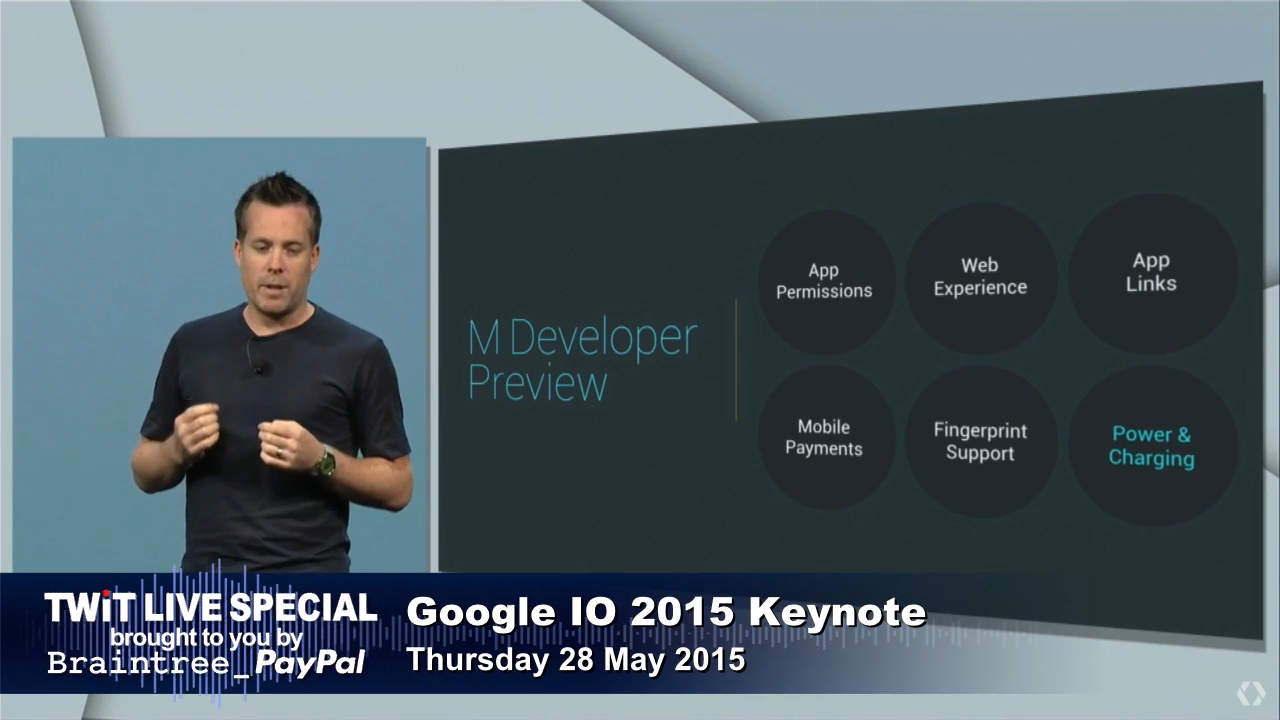 M Developer
Preview
App
Permissions
Web
Experience
App
Links
Mobile
Payments
Fingerprint
Support
Power &
Charging
TWiT LIVE SPECIAL
brought to you by
Braintree_PayPal
Google IO 2015 Keynote
Thursday 28 May 2015